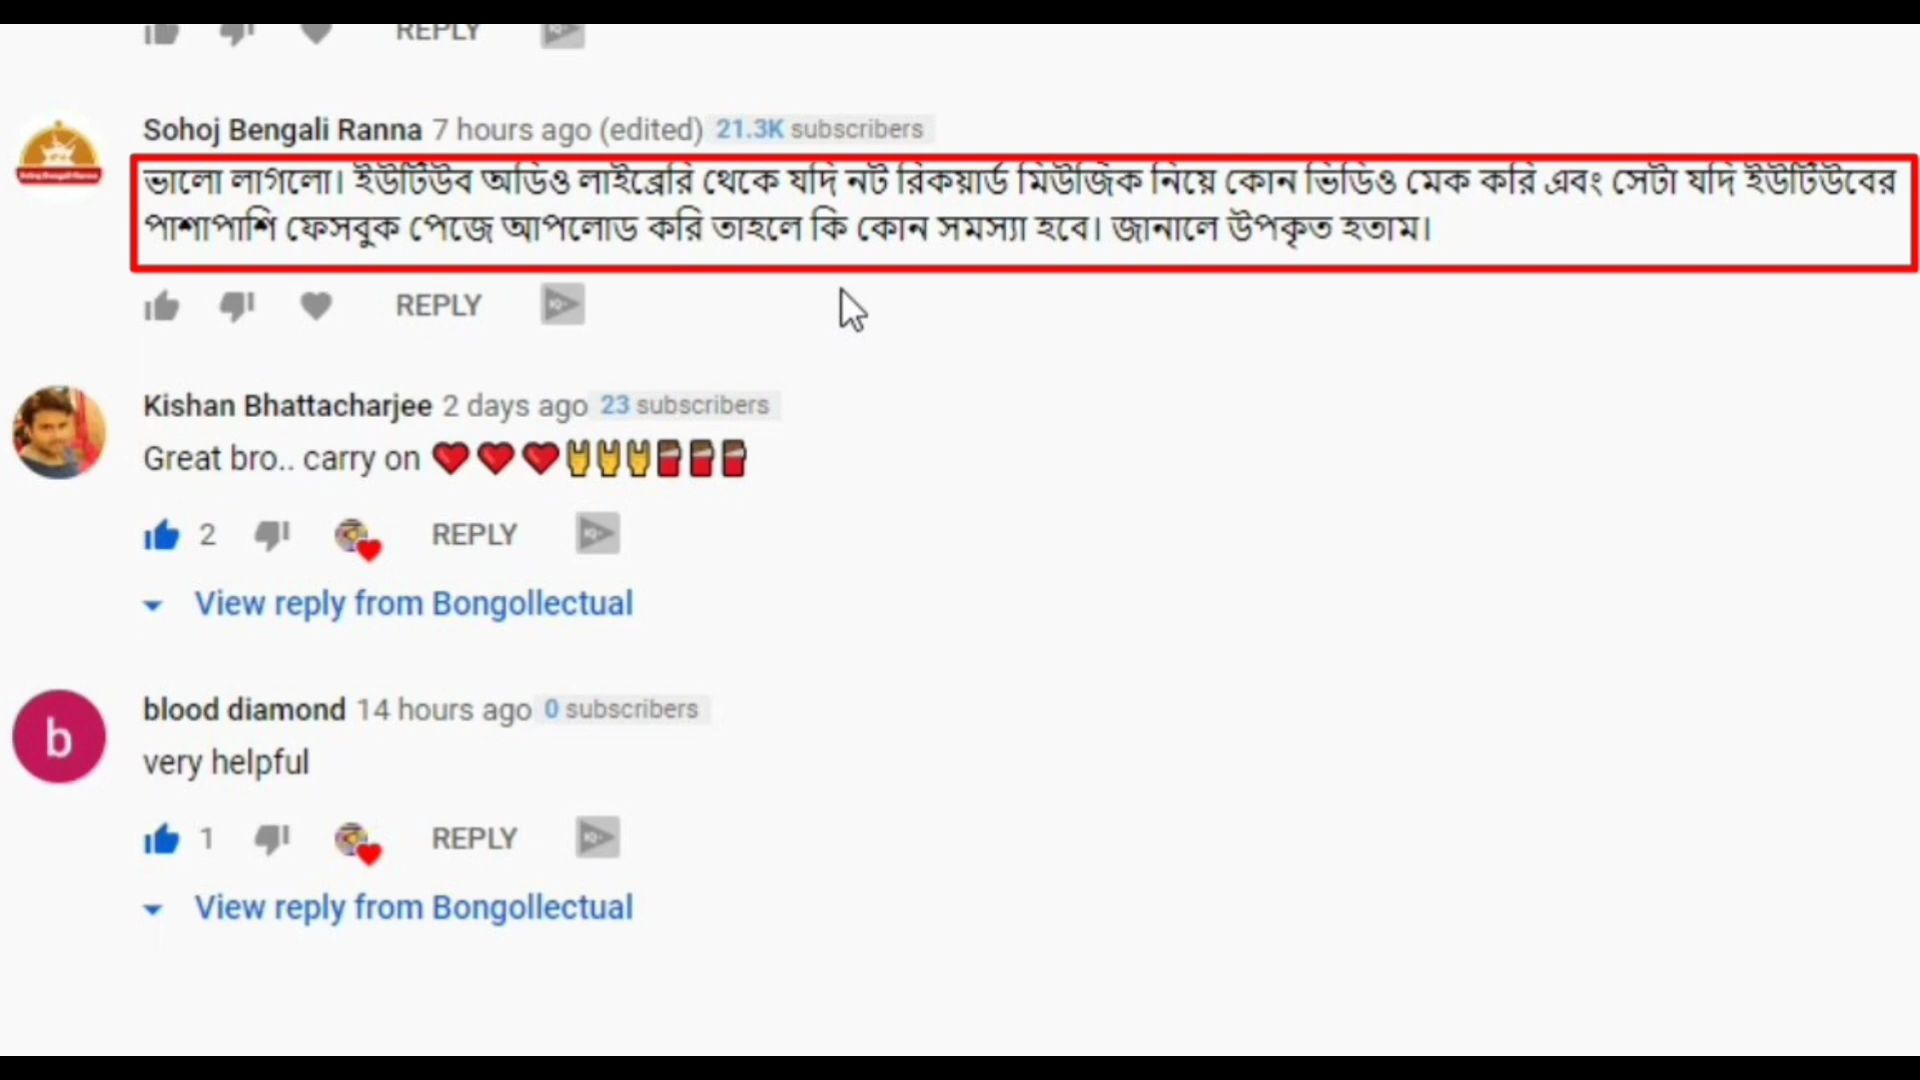 REPLY
Sohoj Bengali Ranna 7 hours ago (edited) 21.3K subscribers
ভালো লাগলো। ইউটিউব অডিও লাইব্রেরি থেকে যদি নট রিকয়ার্ড মিউজিক নিয়ে কোন ভিডিও মেক করি এবং সেটা যদি ইউটিউবের
পাশাপাশি ফেসবুক পেজে আপলোড করি তাহলে কি কোন সমস্যা হবে। জানালে উপকৃত হতাম।
REPLY
Kishan Bhattacharjee 2 days ago 23 subscribers
Great bro.. carry on ❤️❤️❤️🤘🤘🤘🍫🍫🍫
2 REPLY
View reply from Bongollectual
b
blood diamond 14 hours ago 0 subscribers
very helpful
1 REPLY
View reply from Bongollectual